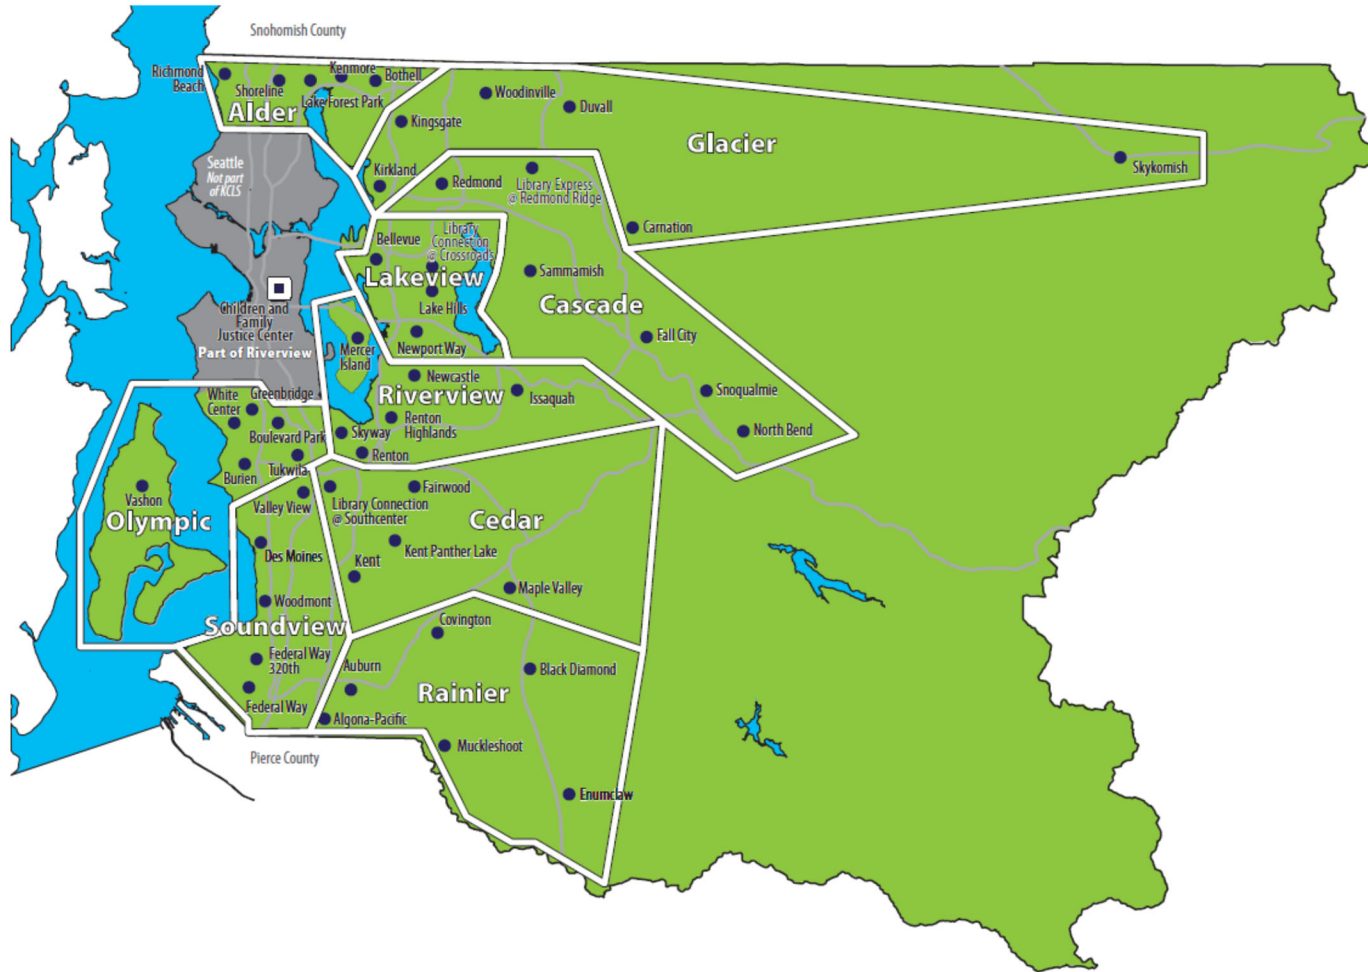 Snohomish County
Richmond
Beach
Shoreline
Kenmore
Bothell
Lake Forest Park
Alder
Woodinville
Duvall
Kingsgate
Glacier
Skykomish
Seattle
Not part
of KCLS
Kirkland
Redmond
Library Express
@ Redmond Ridge
Carnation
Bellevue
Library
Connection
@ Crossroads
Lakeview
Sammamish
Lake Hills
Cascade
Children and
Family
Justice Center
Part of Riverview
Mercer
Island
Newport Way
Fall City
Newcastle
Riverview
Issaquah
Snoqualmie
White
Center
Greenbridge
Boulevard Park
Renton
Highlands
Skyway
North Bend
Burien
Tukwila
Renton
Vashon
Olympic
Valley View
Library Connection
@ Southcenter
Fairwood
Cedar
Des Moines
Kent Panther Lake
Kent
Maple Valley
Woodmont
Soundview
Covington
Federal Way
320th
Auburn
Black Diamond
Rainier
Federal Way
Algona-Pacific
Muckleshoot
Pierce County
Enumclaw